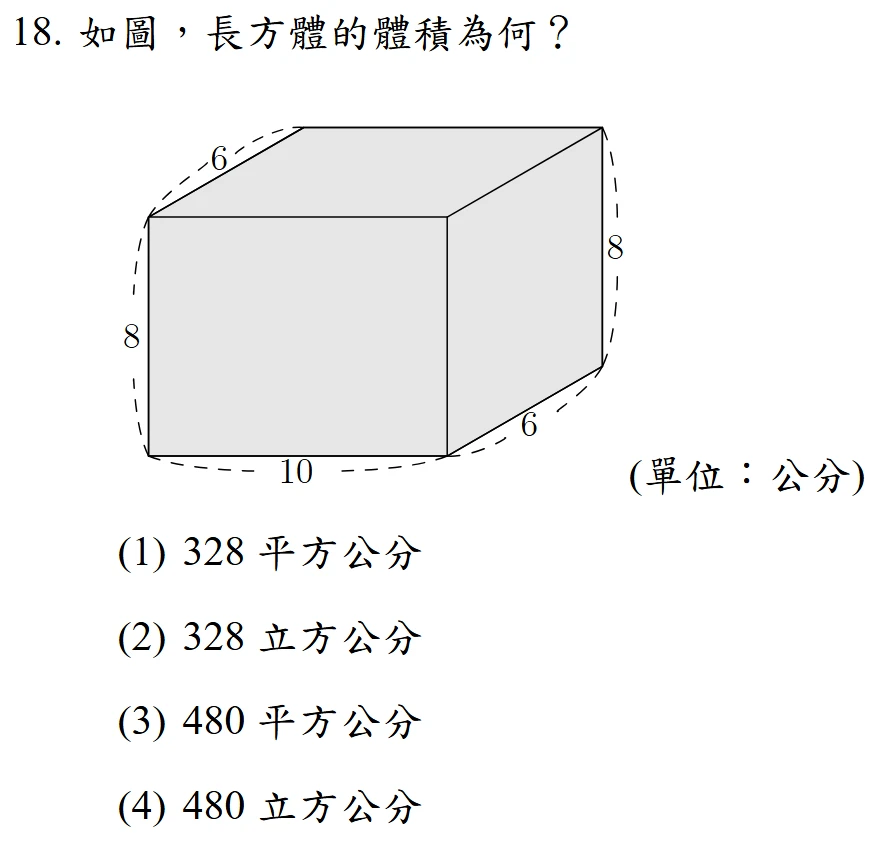 18. 如圖，長方體的體積為何？
6
8
8
6
10
(單位：公分)
(1) 328 平方公分
(2) 328 立方公分
(3) 480 平方公分
(4) 480 立方公分